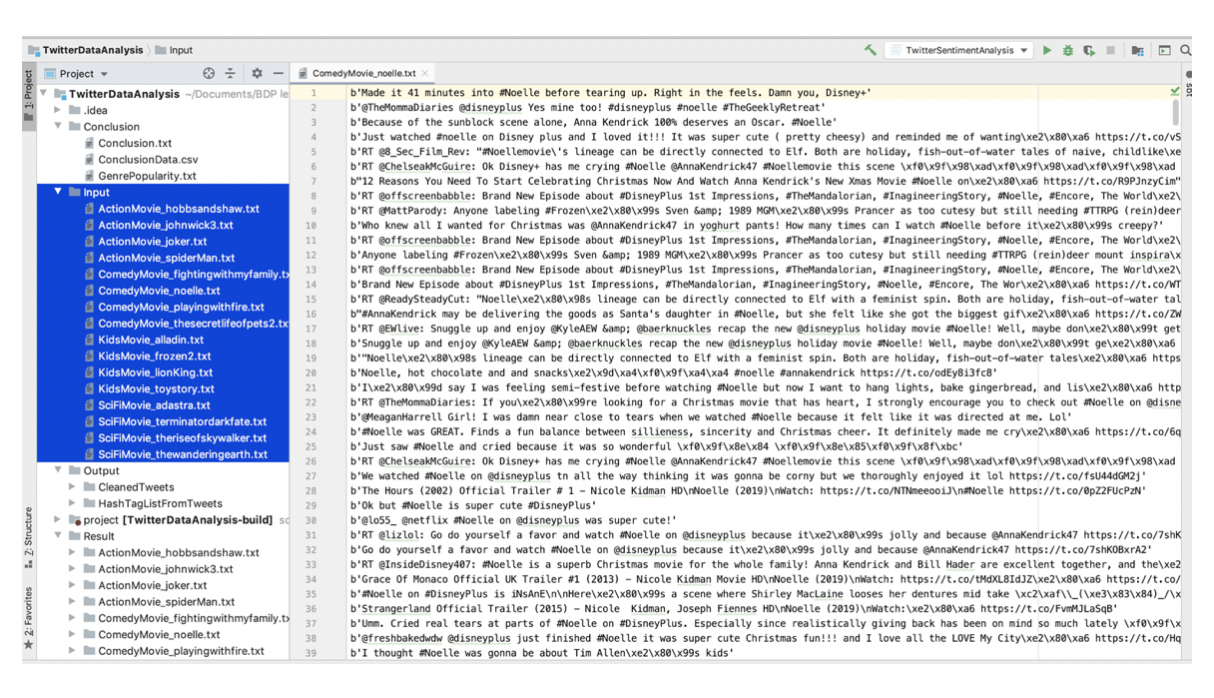 TwitterDataAnalysis Input
TwitterSentimentAnalysis
1: Project
Project
TwitterDataAnalysis ~/Documents/BDP le
.idea
Conclusion
Conclusion.txt
ConclusionData.csv
GenrePopularity.txt
Input
ActionMovie_hobbsandshaw.txt
ActionMovie_johnwick3.txt
ActionMovie_joker.txt
ActionMovie_spiderMan.txt
ComedyMovie_fightingwithmyfamily.tx
ComedyMovie_noelle.txt
ComedyMovie_playingwithfire.txt
ComedyMovie_thesecretlifeofpets2.tx
KidsMovie_alladin.txt
KidsMovie_frozen2.txt
KidsMovie_lionKing.txt
KidsMovie_toystory.txt
SciFiMovie_adastra.txt
SciFiMovie_terminatordarkfate.txt
SciFiMovie_theriseofskywalker.txt
SciFiMovie_thewanderingearth.txt
Output
CleanedTweets
HashTagListFromTweets
project [TwitterDataAnalysis-build] sc
Result
ActionMovie_hobbsandshaw.txt
ActionMovie_johnwick3.txt
ActionMovie_joker.txt
ActionMovie_spiderMan.txt
ComedyMovie_fightingwithmyfamily.tx
ComedyMovie_noelle.txt
ComedyMovie_playingwithfire.txt
Z: Structure
2: Favorites
ComedyMovie_noelle.txt
1 b'Made it 41 minutes into #Noelle before tearing up. Right in the feels. Damn you, Disney+'
2 b'@TheMommaDiaries @disneyplus Yes mine too! #disneyplus #noelle #TheGeeklyRetreat'
3 b'Because of the sunblock scene alone, Anna Kendrick 100% deserves an Oscar. #Noelle'
4 b'Just watched #noelle on Disney plus and I loved it!!! It was super cute ( pretty cheesy) and reminded me of wanting\xe2\x80\xa6 https://t.co/vS
5 b'RT @8_Sec_Film_Rev: "#Noellemovie\'s lineage can be directly connected to Elf. Both are holiday, fish-out-of-water tales of naive, childlike\xe
6 b'RT @ChelseakMcGuire: Ok Disney+ has me crying #Noelle @AnnaKendrick47 #Noellemovie this scene \xf0\x9f\x98\xad\xf0\x9f\x98\xad\xf0\x9f\x98\xad
7 b"12 Reasons You Need To Start Celebrating Christmas Now And Watch Anna Kendrick's New Xmas Movie #Noelle on\xe2\x80\xa6 https://t.co/R9PJnzyCim"
8 b'RT @offscreenbabble: Brand New Episode about #DisneyPlus 1st Impressions, #TheMandalorian, #InagineeringStory, #Noelle, #Encore, The World\xe2
9 b'RT @MattParody: Anyone labeling #Frozen\xe2\x80\x99s Sven &amp; 1989 MGM\xe2\x80\x99s Prancer as too cutesy but still needing #TTRPG (rein)deer
10 b'Who knew all I wanted for Christmas was @AnnaKendrick47 in yoghurt pants! How many times can I watch #Noelle before it\xe2\x80\x99s creepy?'
11 b'RT @offscreenbabble: Brand New Episode about #DisneyPlus 1st Impressions, #TheMandalorian, #InagineeringStory, #Noelle, #Encore, The World\xe2\
12 b'Anyone labeling #Frozen\xe2\x80\x99s Sven &amp; 1989 MGM\xe2\x80\x99s Prancer as too cutesy but still needing #TTRPG (rein)deer mount inspira\x
13 b'RT @offscreenbabble: Brand New Episode about #DisneyPlus 1st Impressions, #TheMandalorian, #InagineeringStory, #Noelle, #Encore, The World\xe2
14 b'Brand New Episode about #DisneyPlus 1st Impressions, #TheMandalorian, #InagineeringStory, #Noelle, #Encore, The Wor\xe2\x80\xa6 https://t.co/WT
15 b'RT @ReadySteadyCut: "Noelle\xe2\x80\x98s lineage can be directly connected to Elf with a feminist spin. Both are holiday, fish-out-of-water tal
16 b"#AnnaKendrick may be delivering the goods as Santa's daughter in #Noelle, but she felt like she got the biggest gif\xe2\x80\xa6 https://t.co/ZW
17 b'RT @EWlive: Snuggle up and enjoy @KyleAEW &amp; @baerknuckles recap the new @disneyplus holiday movie #Noelle! Well, maybe don\xe2\x80\x99t get
18 b'Snuggle up and enjoy @KyleAEW &amp; @baerknuckles recap the new @disneyplus holiday movie #Noelle! Well, maybe don\xe2\x80\x99t ge\xe2\x80\xa6
19 b'"Noelle\xe2\x80\x98s lineage can be directly connected to Elf with a feminist spin. Both are holiday, fish-out-of-water tales\xe2\x80\xa6 https
20 b'Noelle, hot chocolate and and snacks\xe2\x9d\xa4\xf0\x9f\xa4\xa4 #noelle #annakendrick https://t.co/odEy8i3fc8'
21 b'I\xe2\x80\x99d say I was feeling semi-festive before watching #Noelle but now I want to hang lights, bake gingerbread, and lis\xe2\x80\xa6 http
22 b'RT @TheMommaDiaries: If you\xe2\x80\x99re looking for a Christmas movie that has heart, I strongly encourage you to check out #Noelle on @disne
23 b'@MeaganHarrell Girl! I was damn near close to tears when we watched #Noelle because it felt like it was directed at me. Lol'
24 b'#Noelle was GREAT. Finds a fun balance between sillieness, sincerity and Christmas cheer. It definitely made me cry\xe2\x80\xa6 https://t.co/6q
25 b'Just saw #Noelle and cried because it was so wonderful \xf0\x9f\x8e\x84 \xf0\x9f\x8e\x85\xf0\x9f\x8f\xbc'
26 b'RT @ChelseakMcGuire: Ok Disney+ has me crying #Noelle @AnnaKendrick47 #Noellemovie this scene \xf0\x9f\x98\xad\xf0\x9f\x98\xad\xf0\x9f\x98\xad
27 b'We watched #Noelle on @disneyplus tn all the way thinking it was gonna be corny but we thoroughly enjoyed it lol https://t.co/fsU44dGM2j'
28 b'The Hours (2002) Official Trailer # 1 – Nicole Kidman HD\nNoelle (2019)\nWatch: https://t.co/NTNmeeooiJ\n#Noelle https://t.co/0pZ2FUcPzN'
29 b'Ok but #Noelle is super cute #DisneyPlus'
30 b'@lo55_ @netflix #Noelle on @disneyplus was super cute!'
31 b'RT @lizlol: Go do yourself a favor and watch #Noelle on @disneyplus because it\xe2\x80\x99s jolly and because @AnnaKendrick47 https://t.co/7shK
32 b'Go do yourself a favor and watch #Noelle on @disneyplus because it\xe2\x80\x99s jolly and because @AnnaKendrick47 https://t.co/7shKOBxrA2'
33 b'RT @InsideDisney407: #Noelle is a superb Christmas movie for the whole family! Anna Kendrick and Bill Hader are excellent together, and the\xe2
34 b'Grace Of Monaco Official UK Trailer #1 (2013) – Nicole Kidman Movie HD\nNoelle (2019)\nWatch: https://t.co/tMdXL8IdJZ\xe2\x80\xa6 https://t.co/
35 b'#Noelle on #DisneyPlus is iNsAnE\n\nHere\xe2\x80\x99s a scene where Shirley MacLaine looses her dentures mid take \xc2\xaf\\_(\xe3\x83\x84)_/\x
36 b'Strangerland Official Trailer (2015) – Nicole Kidman, Joseph Fiennes HD\nNoelle (2019)\nWatch:\xe2\x80\xa6 https://t.co/FvmMJLaSqB'
37 b'Umm. Cried real tears at parts of #Noelle on #DisneyPlus. Especially since realistically giving back has been on mind so much lately \xf0\x9f\x
38 b'@freshbakedwdw @disneyplus just finished #Noelle it was super cute Christmas fun!!! and I love all the LOVE My City\xe2\x80\xa6 https://t.co/Hq
39 b'I thought #Noelle was gonna be about Tim Allen\xe2\x80\x99s kids'